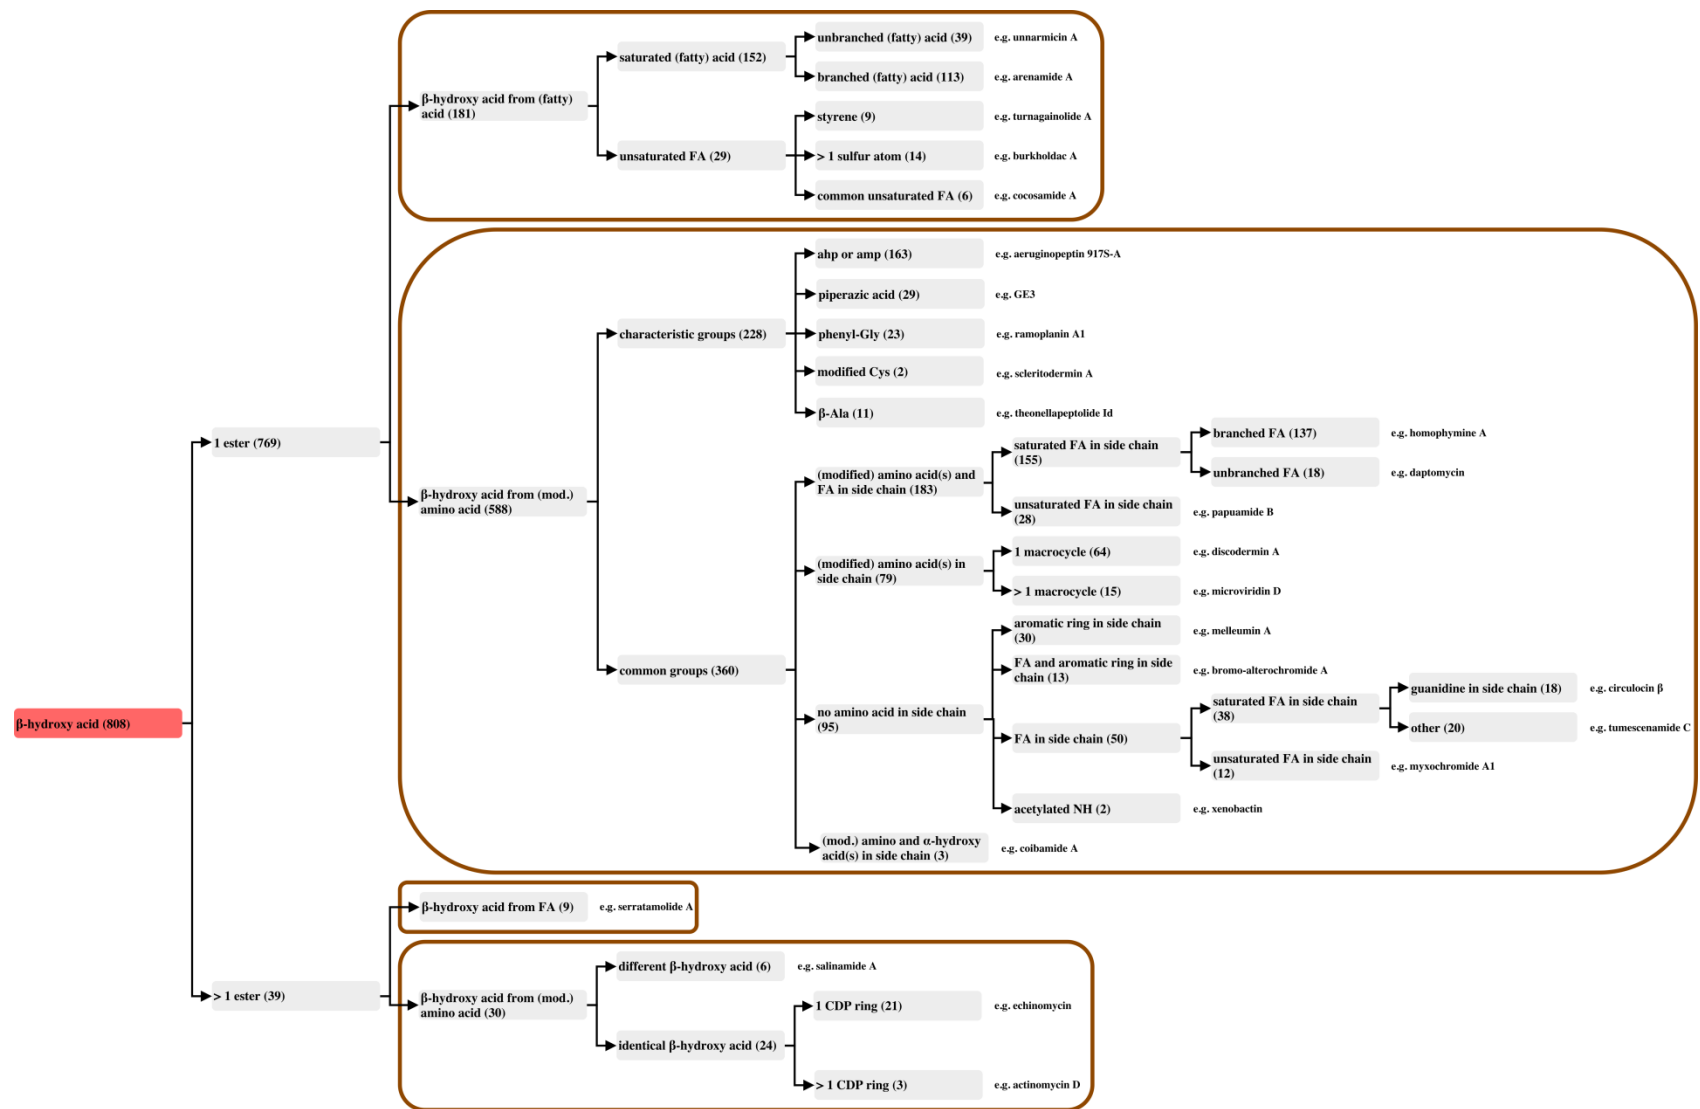 unbranched (fatty) acid (39)
e.g. unnarmicin A
saturated (fatty) acid (152)
branched (fatty) acid (113)
e.g. arenamide A
β-hydroxy acid from (fatty)
acid (181)
styrene (9)
e.g. turnagainolide A
unsaturated FA (29)
> 1 sulfur atom (14)
e.g. burkholdac A
common unsaturated FA (6)
e.g. cocosamide A
ahp or amp (163)
e.g. aeruginopeptin 917S-A
piperazic acid (29)
e.g. GE3
characteristic groups (228)
phenyl-Gly (23)
e.g. ramoplanin A1
modified Cys (2)
e.g. scleritodermin A
β-Ala (11)
e.g. theonellapeptolide Id
1 ester (769)
saturated FA in side chain
(155)
branched FA (137)
e.g. homophymine A
unbranched FA (18)
e.g. daptomycin
(modified) amino acid(s) and
FA in side chain (183)
β-hydroxy acid from (mod.)
amino acid (588)
unsaturated FA in side chain
(28)
e.g. papuamide B
1 macrocycle (64)
e.g. discodermin A
(modified) amino acid(s) in
side chain (79)
> 1 macrocycle (15)
e.g. microviridin D
aromatic ring in side chain
(30)
e.g. melleumin A
common groups (360)
FA and aromatic ring in side
chain (13)
e.g. bromo-alterochromide A
guanidine in side chain (18)
e.g. circulocin β
saturated FA in side chain
(38)
β-hydroxy acid (808)
no amino acid in side chain
(95)
other (20)
e.g. tumescenamide C
FA in side chain (50)
unsaturated FA in side chain
(12)
e.g. myxochromide A1
acetylated NH (2)
e.g. xenobactin
(mod.) amino and α-hydroxy
acid(s) in side chain (3)
e.g. coibamide A
β-hydroxy acid from FA (9)
e.g. serratamolide A
different β-hydroxy acid (6)
e.g. salinamide A
> 1 ester (39)
β-hydroxy acid from (mod.)
amino acid (30)
1 CDP ring (21)
e.g. echinomycin
identical β-hydroxy acid (24)
> 1 CDP ring (3)
e.g. actinomycin D